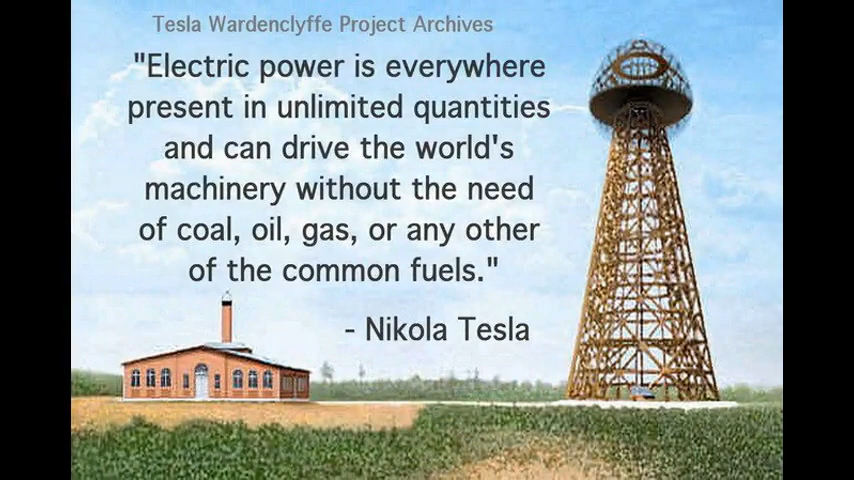 Tesla Wardenclyffe Project Archives
"Electric power is everywhere
present in unlimited quantities
and can drive the world's
machinery without the need
of coal, oil, gas, or any other
of the common fuels."
- Nikola Tesla